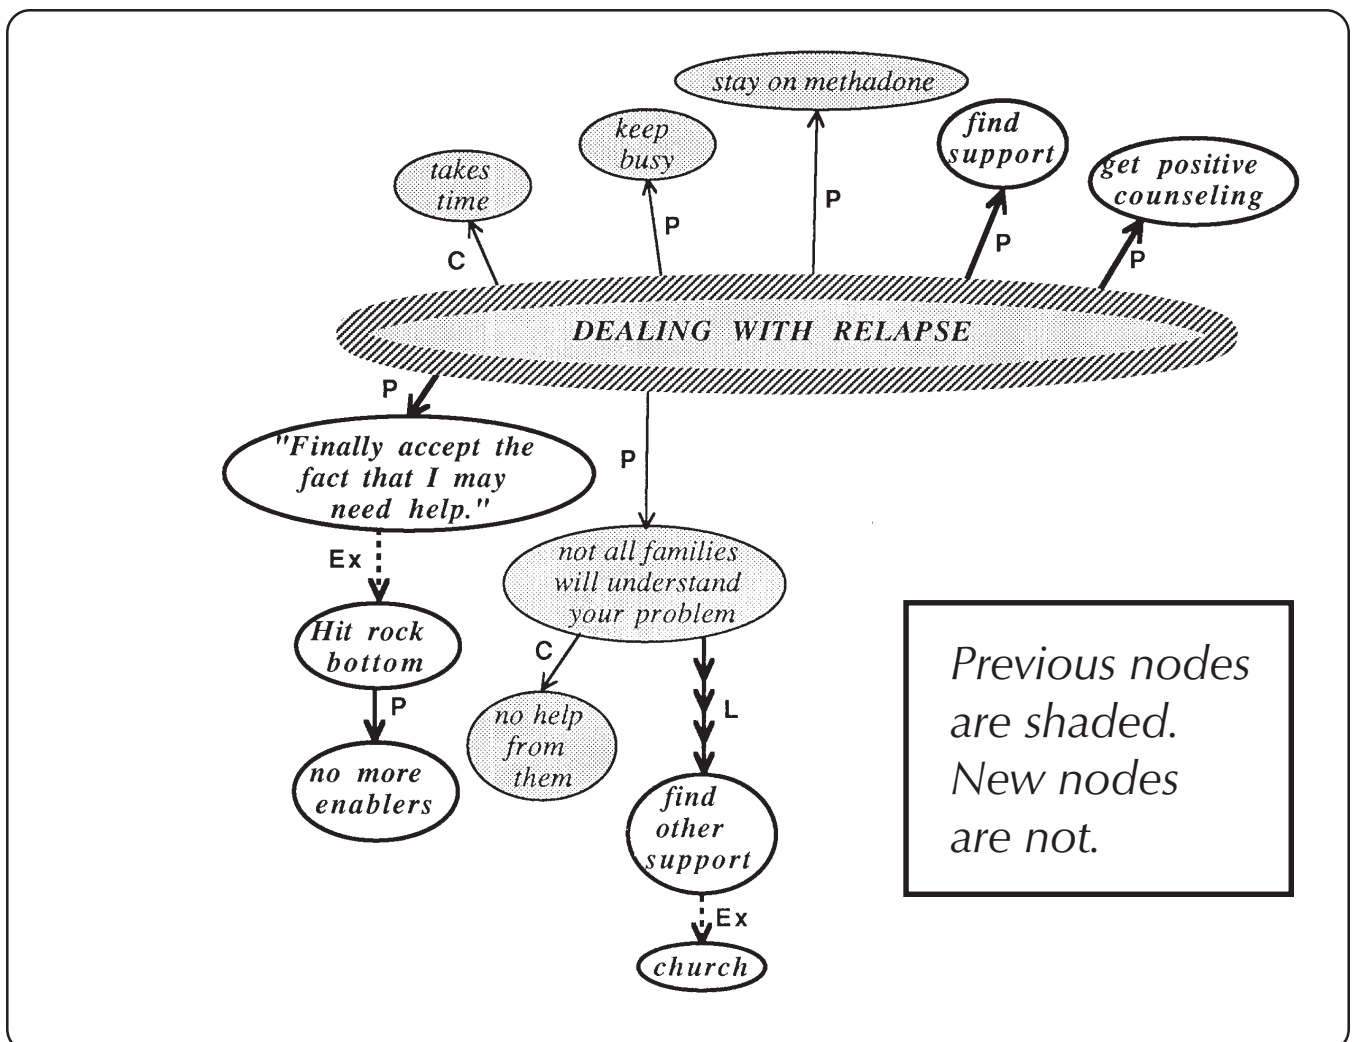 stay on methadone
find
support
keep
busy
get positive
counseling
takes
time
C
P
P
P
P
DEALING WITH RELAPSE
P
"Finally accept the
fact that I may
need help."
P
Ex
not all families
will understand
your problem
Hit rock
bottom
C
L
P
no help
from
them
no more
enablers
find
other
support
Ex
church
Previous nodes
are shaded.
New nodes
are not.